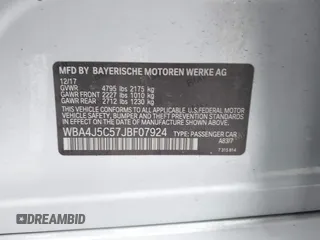 MFD BY BAYERISCHE MOTOREN WERKE AG
12/17
GVWR 4795 lbs 2175 kg
GAWR FRONT 2227 lbs 1010 kg
GAWR REAR 2712 lbs 1230 kg
THIS VEHICLE CONFORMS TO ALL APPLICABLE FEDERAL MOTOR
VEHICLE SAFETY, BUMPER, AND THEFT PREVENTION STANDARDS
IN EFFECT ON THE DATE OF MANUFACTURE SHOWN ABOVE.
WBA4J5C57JBF07924 TYPE: PASSENGER CAR
DREAMBID